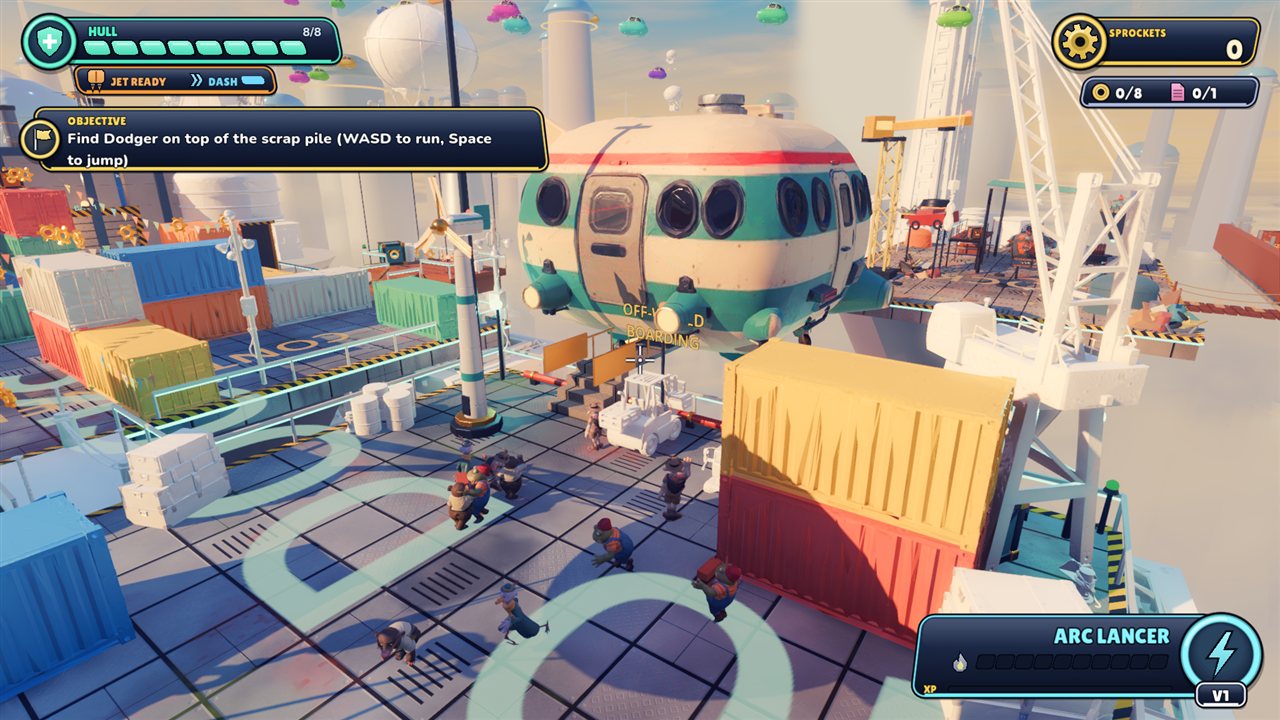 HULL
8/8
JET READY
DASH
OBJECTIVE
Find Dodger on top of the scrap pile (WASD to run, Space
to jump)
SPROCKETS
0
0/8
0/1
BOARDING
ARC LANCER
XP
V1